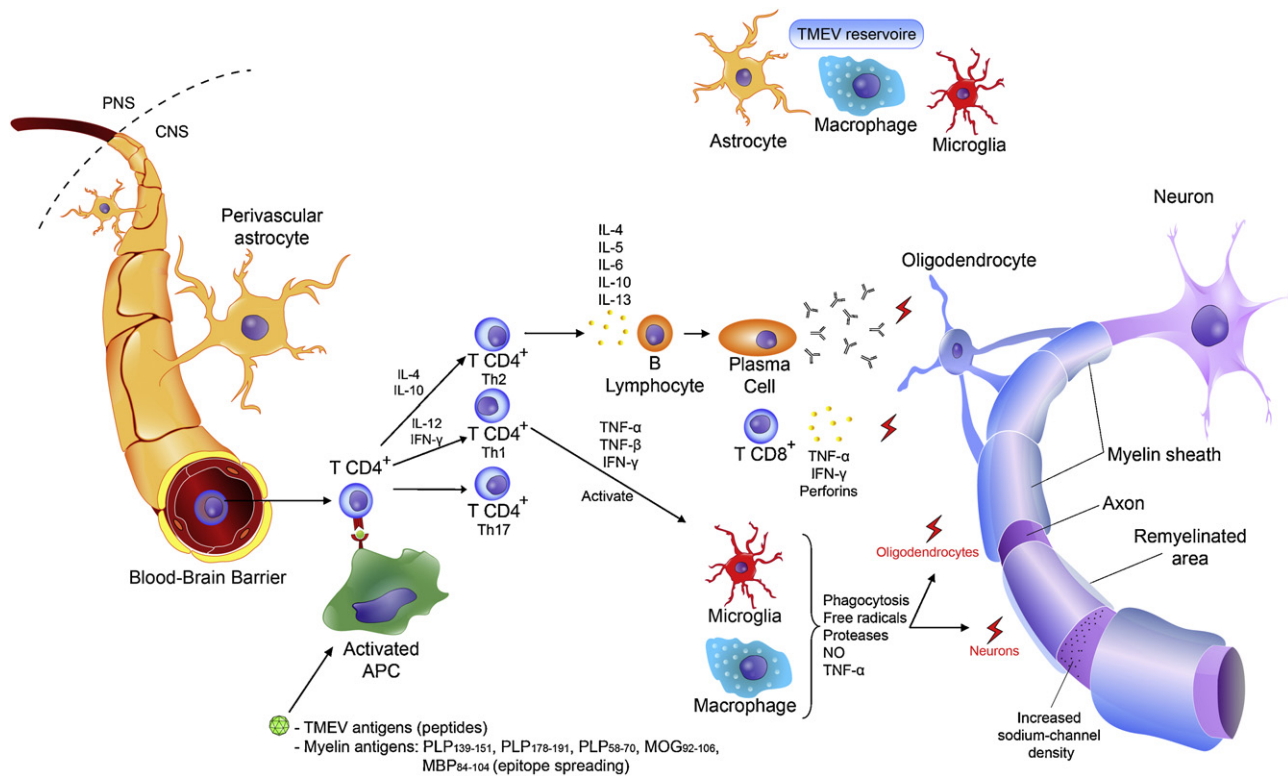 TMEV reservoire
Astrocyte
Macrophage
Microglia
PNS
CNS
Perivascular
astrocyte
Blood-Brain Barrier
T CD4+
Activated
APC
- TMEV antigens (peptides)
- Myelin antigens: PLP139-151, PLP178-191, PLP58-70, MOG92-106,
MBP84-104 (epitope spreading)
IL-4
IL-10
IL-12
IFN-γ
T CD4+
Th2
T CD4+
Th1
T CD4+
Th17
IL-4
IL-5
IL-6
IL-10
IL-13
B
Lymphocyte
Plasma
Cell
T CD8+
TNF-α
IFN-γ
Perforins
TNF-α
TNF-β
IFN-γ
Activate
Microglia
Macrophage
Phagocytosis
Free radicals
Proteases
NO
TNF-α
Oligodendrocytes
Neurons
Neuron
Oligodendrocyte
Myelin sheath
Axon
Remyelinated
area
Increased
sodium-channel
density